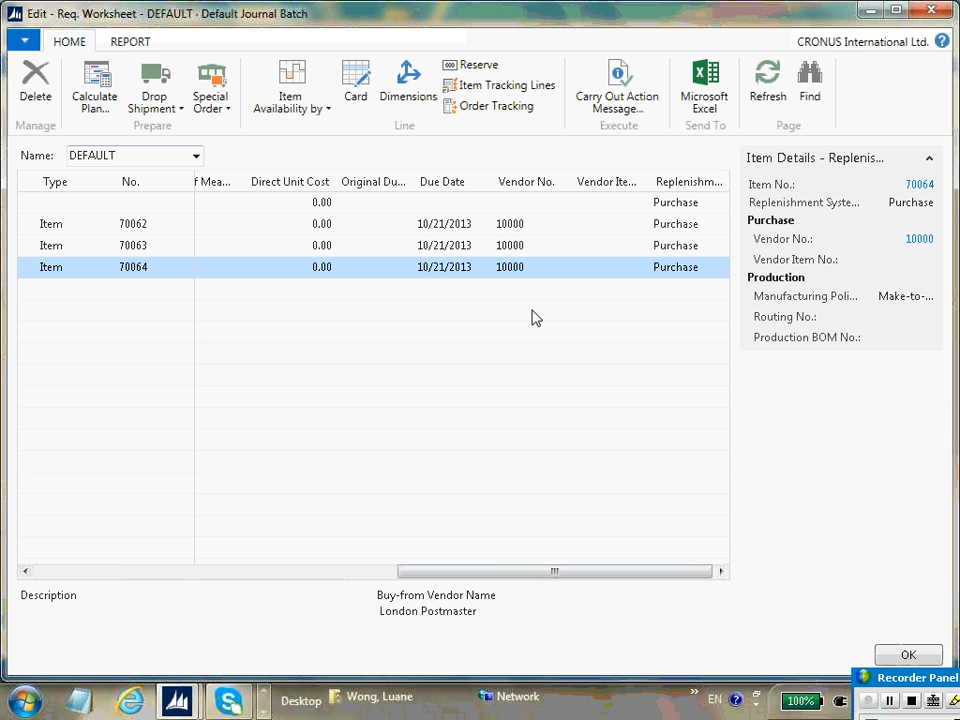 Edit - Req. Worksheet - DEFAULT · Default Journal Batch
HOME
REPORT
CRONUS International Ltd.
Delete
Calculate
Plan...
Drop
Shipment
Special
Order
Item
Availability by
Card
Dimensions
Reserve
Item Tracking Lines
Order Tracking
Carry Out Action
Message...
Microsoft
Excel
Refresh
Find
Manage
Prepare
Line
Execute
Send To
Page
Name: DEFAULT
Type No. f Mea... Direct Unit Cost Original Du... Due Date Vendor No. Vendor Ite... Replenishm...
0.00 Purchase
Item 70062 0.00 10/21/2013 10000 Purchase
Item 70063 0.00 10/21/2013 10000 Purchase
Item 70064 0.00 10/21/2013 10000 Purchase
Description
Buy-from Vendor Name
London Postmaster
Item Details - Replenis...
Item No.: 70064
Replenishment Syste... Purchase
Purchase
Vendor No.: 10000
Vendor Item No.:
Production
Manufacturing Poli... Make-to-...
Routing No.:
Production BOM No.:
OK
Recorder Panel
Desktop
Wong, Luane
Network
EN
100%